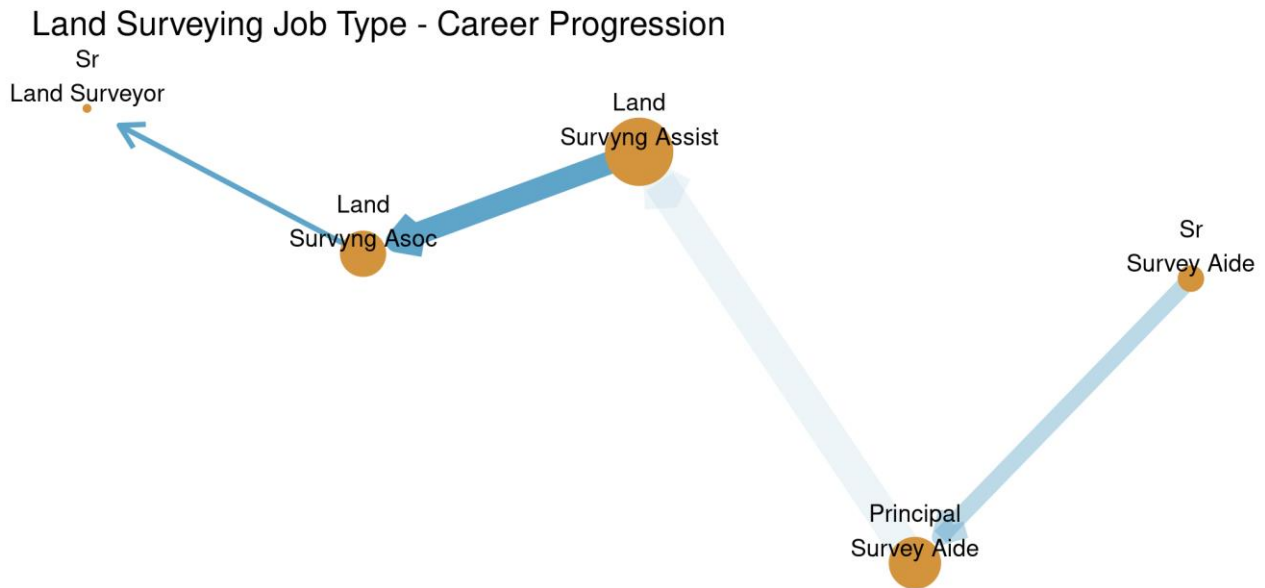 Land Surveying Job Type - Career Progression
Sr
Land Surveyor
Land
Survyng Assist
Land
Survyng Asoc
Sr
Survey Aide
Principal
Survey Aide